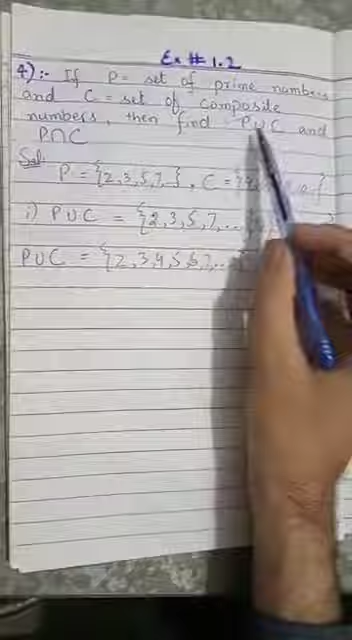 Ex # 1.2
4):- If P = set of prime numbers
and C = set of composite
numbers, then find P∪C and
P∩C
Sol:
P = {2,3,5,7, }, C = {
i) P∪C = {2,3,5,7,...
P∪C = {2,3,4,5,6,7,...